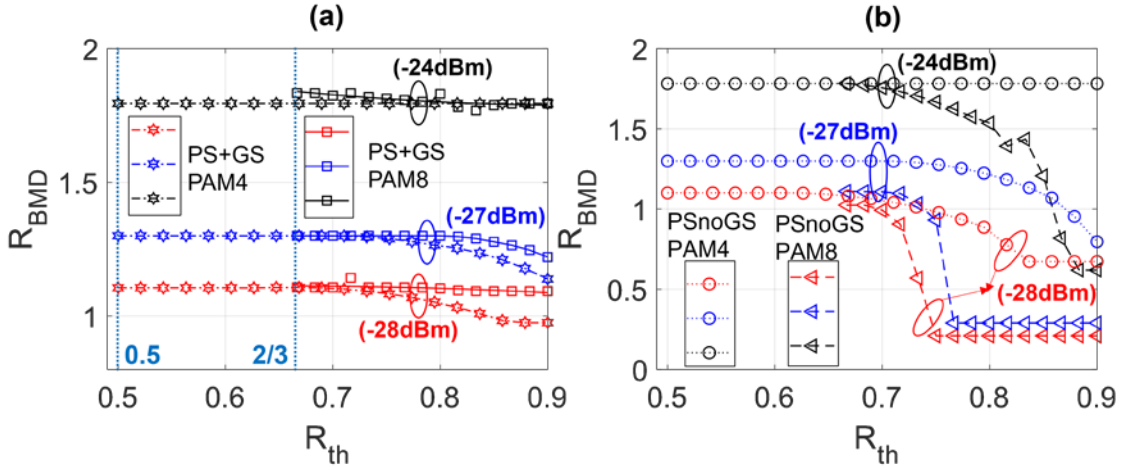 (a)
2
1.5
1
R_BMD
(-24dBm)
PS+GS
PAM4
PS+GS
PAM8
(-27dBm)
(-28dBm)
0.5
2/3
0.5
0.6
0.7
0.8
0.9
R_th
(b)
2
1.5
1
0.5
0
R_BMD
(-24dBm)
(-27dBm)
PSnoGS
PAM4
PSnoGS
PAM8
(-28dBm)
0.5
0.6
0.7
0.8
0.9
R_th